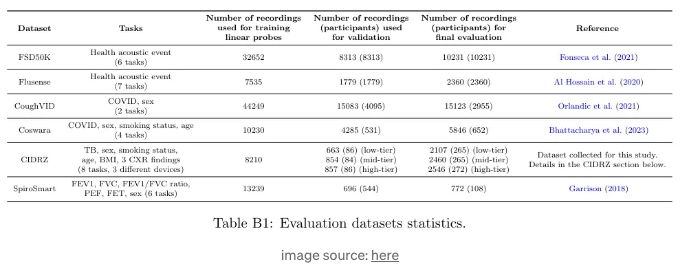 Dataset Tasks Number of recordings used for training linear probes Number of recordings (participants) used for validation Number of recordings (participants) for final evaluation Reference
FSD50K Health acoustic event (6 tasks) 32652 8313 (8313) 10231 (10231) Fonseca et al. (2021)
Flusense Health acoustic event (7 tasks) 7535 1779 (1779) 2360 (2360) Al Hossain et al. (2020)
CoughVID COVID, sex (2 tasks) 44249 15083 (4095) 15123 (2955) Orlandic et al. (2021)
Coswara COVID, sex, smoking status, age (4 tasks) 10230 4285 (531) 5846 (652) Bhattacharya et al. (2023)
CIDRZ TB, sex, smoking status, age, BMI, 3 CXR findings (8 tasks, 3 different devices) 8210 663 (86) (low-tier) 854 (84) (mid-tier) 857 (86) (high-tier) 2107 (265) (low-tier) 2460 (265) (mid-tier) 2546 (272) (high-tier) Dataset collected for this study. Details in the CIDRZ section below.
SpiroSmart FEV1, FVC, FEV1/FVC ratio, PEF, FET, sex (6 tasks) 13239 696 (544) 772 (108) Garrison (2018)
Table B1: Evaluation datasets statistics.
image source: here